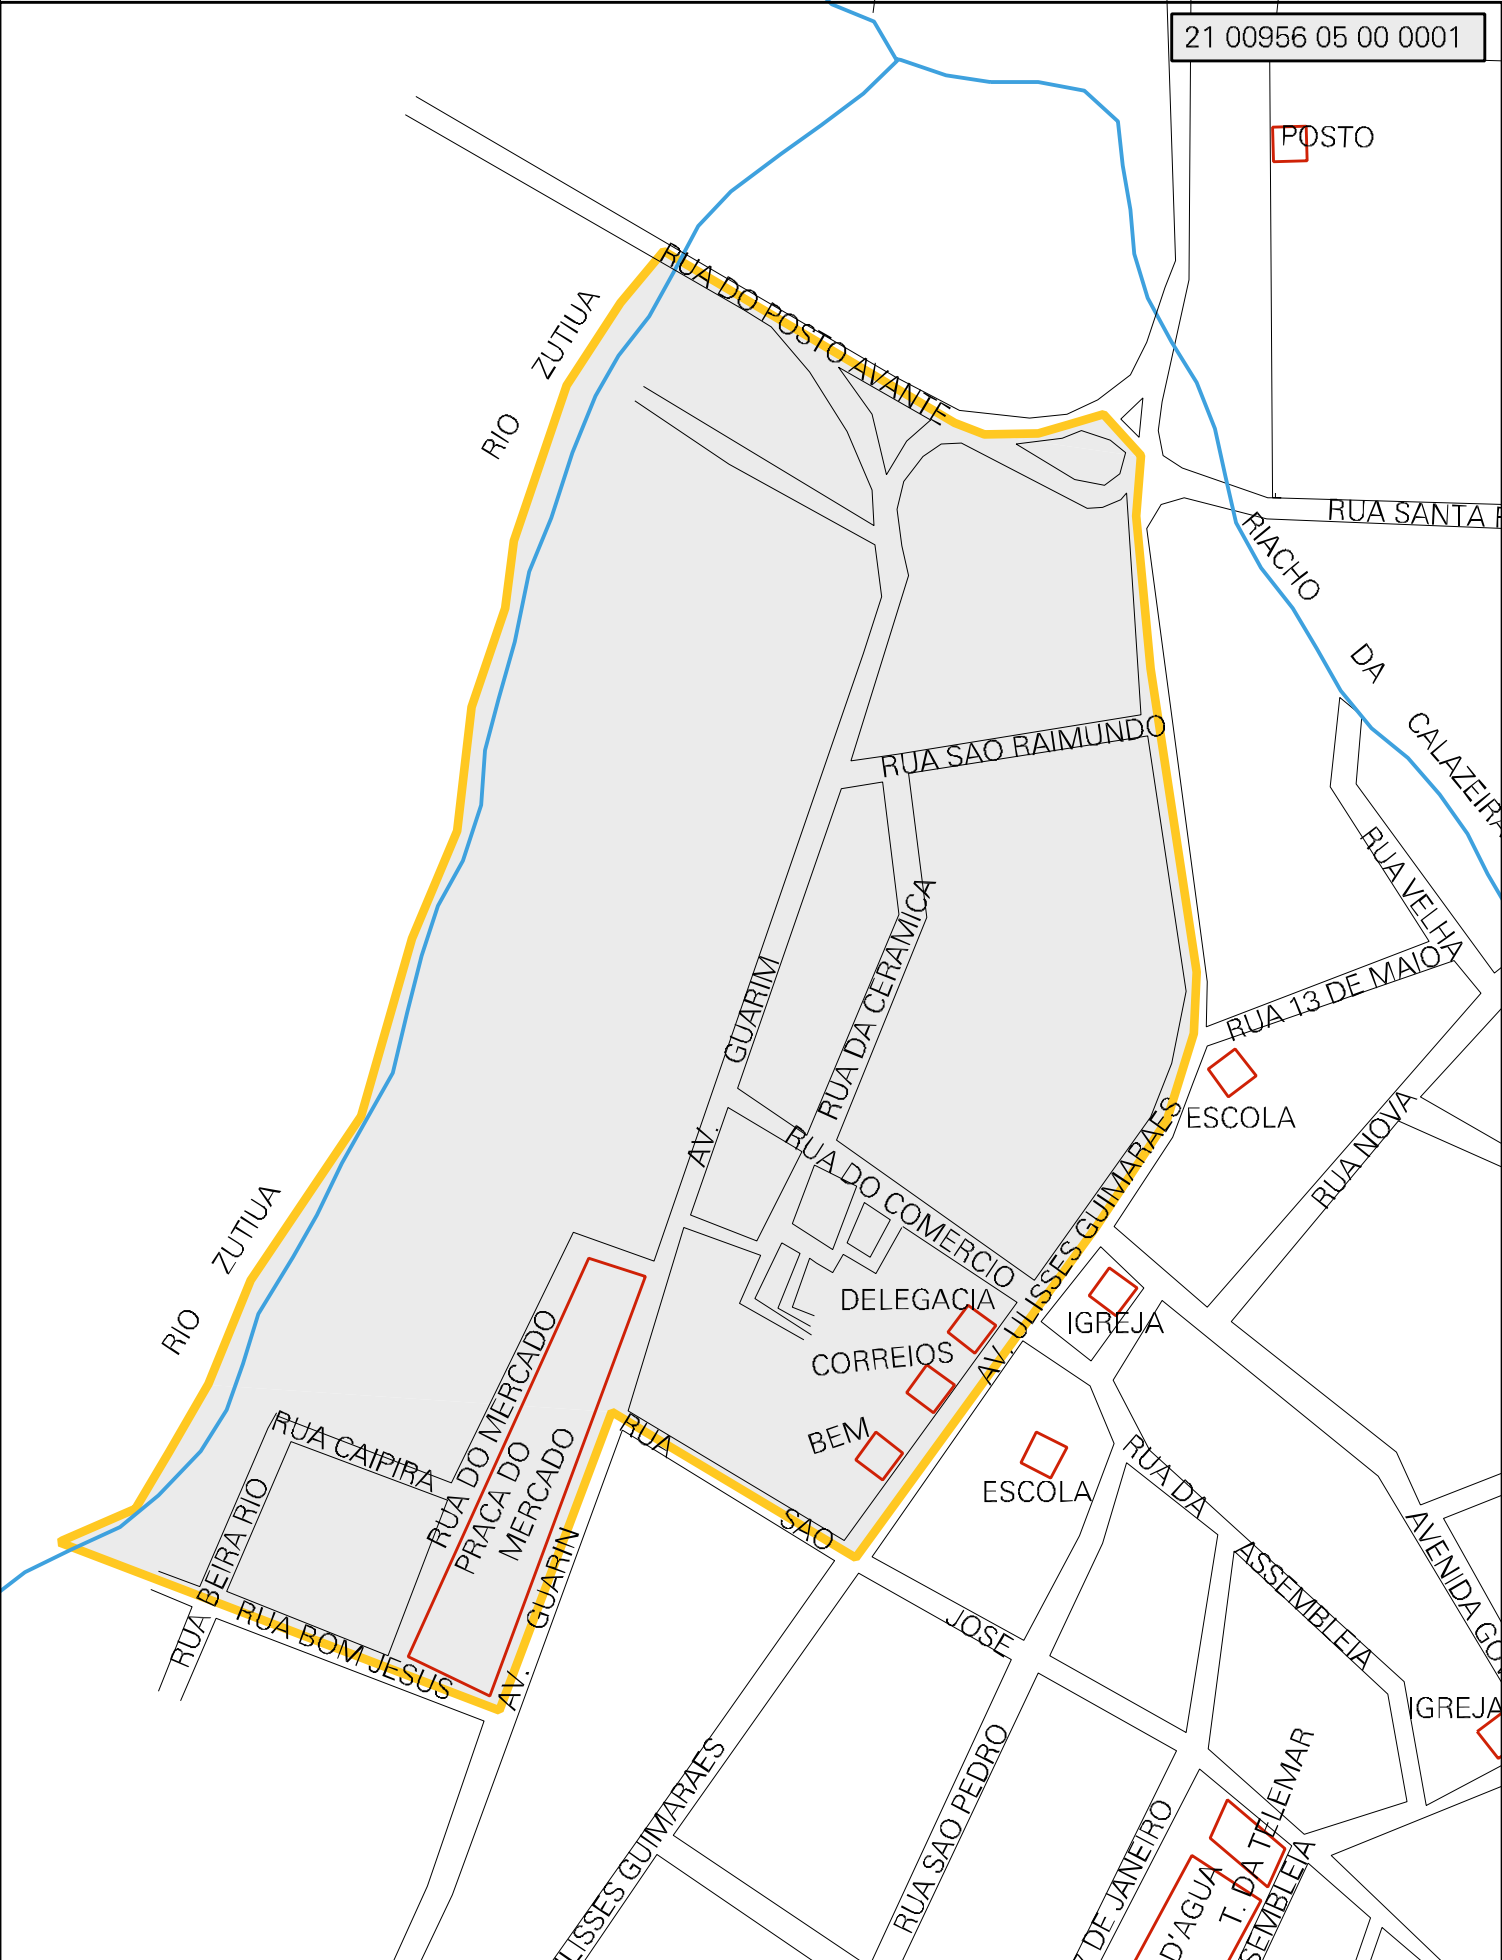 21 00956 05 00 0001
POSTO
RUA DO POSTO AVANTE
RIO ZUTIUA
RUA SANTA
RIACHO DA CALAZEIRA
RUA SAO RAIMUNDO
RUA VELHA
RUA 13 DE MAIO
RUA DA CERAMICA
AV. GUARIM
ESCOLA
RUA NOVA
RUA DO COMERCIO
AV. ULISSES GUIMARAES
RIO ZUTIUA
DELEGACIA
IGREJA
CORREIOS
BEM
RUA DO MERCADO
PRACA DO
MERCADO
RUA CAIPIRA
RUA BEIRA RIO
RUA BOM JESUS
AV. GUARIN
RUA SAO JOSE
ESCOLA
RUA DA ASSEMBLEIA
AVENIDA
IGREJA
RUA SAO PEDRO
LISSES GUIMARAES
DE JANEIRO
T. DA TELEMAR
D'AGUA
SEMBLEIA